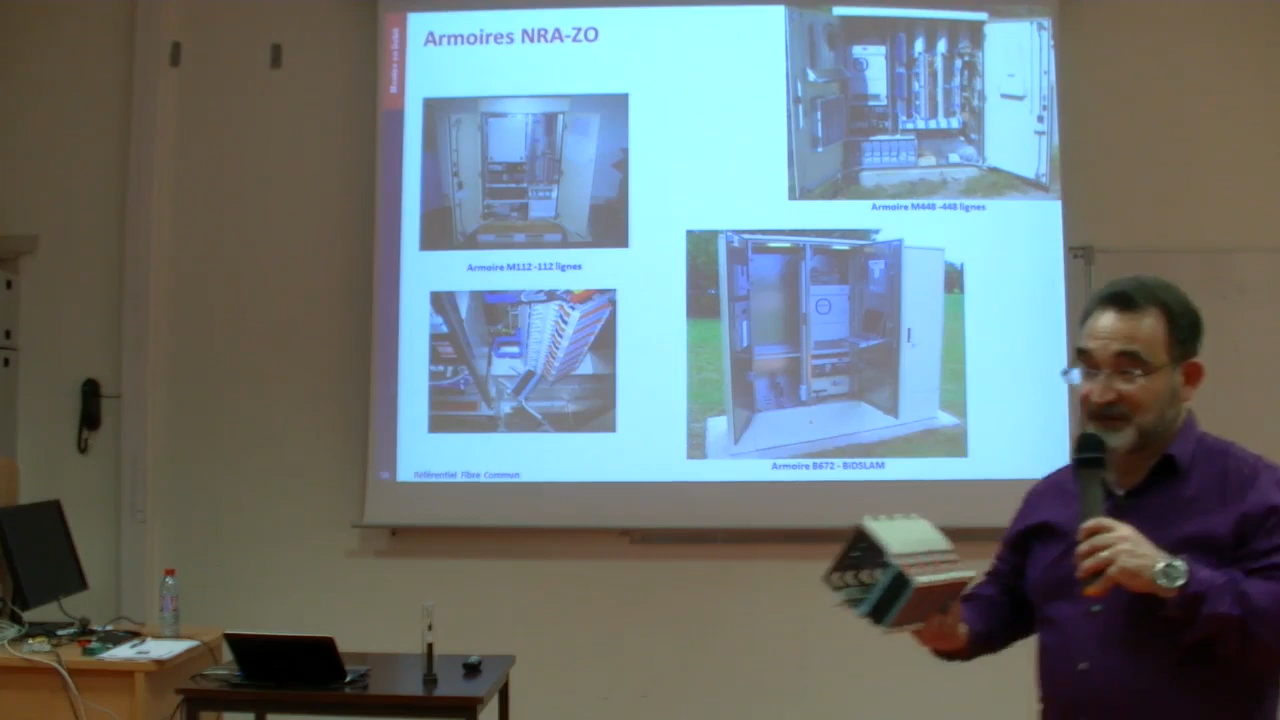 Armoires NRA-ZO
Armoire M448 -448 lignes
Armoire M112 -112 lignes
Armoire B672 - BIDSLAM
Référentiel Fibre Commun